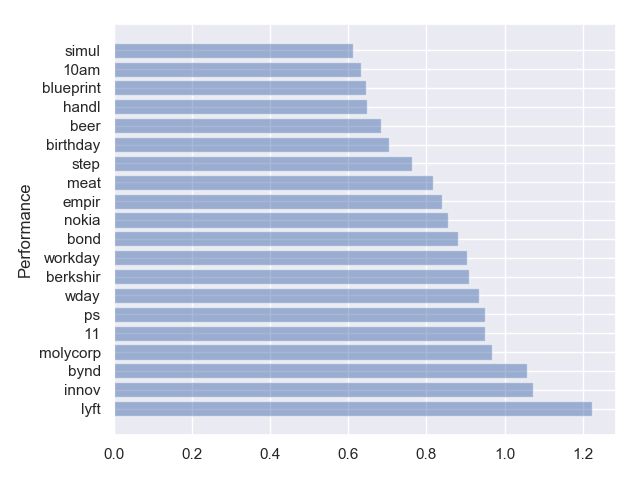 simul
10am
blueprint
handl
beer
birthday
step
meat
empir
nokia
bond
workday
berkshir
wday
ps
11
molycorp
bynd
innov
lyft
Performance
0.0 0.2 0.4 0.6 0.8 1.0 1.2